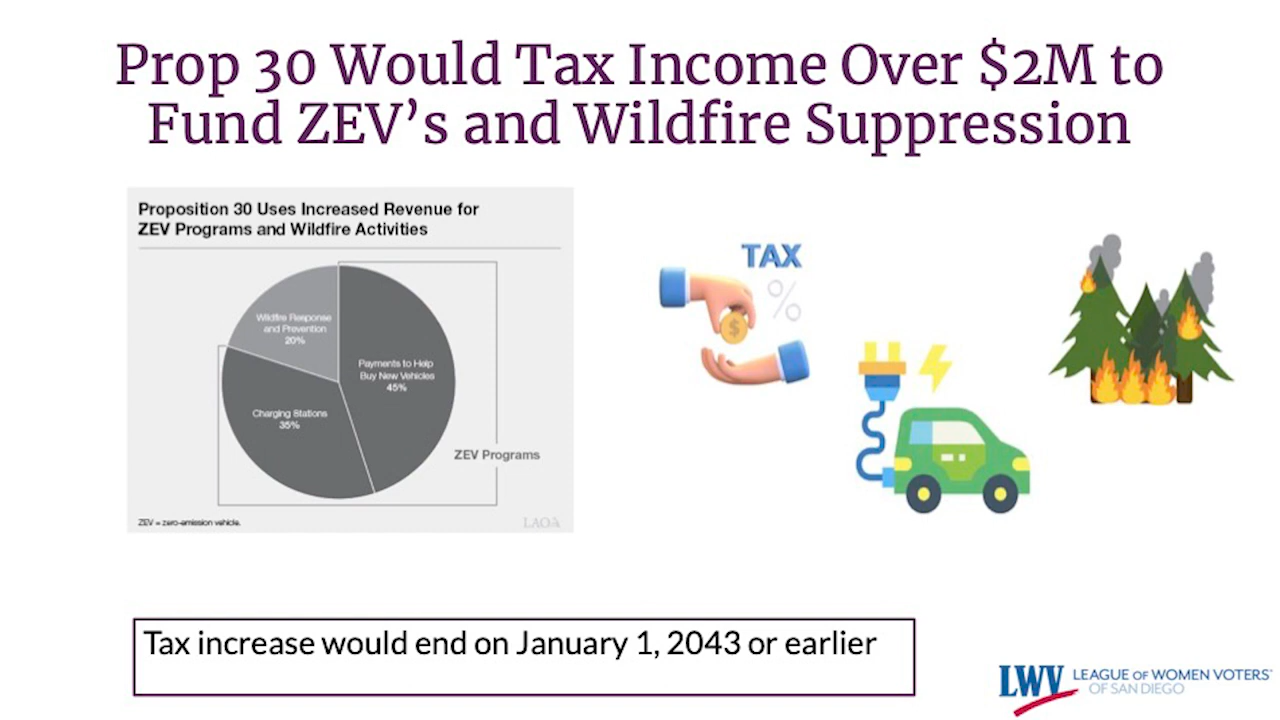 Prop 30 Would Tax Income Over $2M to
Fund ZEV’s and Wildfire Suppression
Proposition 30 Uses Increased Revenue for
ZEV Programs and Wildfire Activities
Wildfire Response
and Prevention
20%
Payments to Help
Buy New Vehicles
45%
Charging Stations
35%
ZEV Programs
ZEV = zero-emission vehicle.
LAO
TAX
%
$
Tax increase would end on January 1, 2043 or earlier
LWV LEAGUE OF WOMEN VOTERS®
OF SAN DIEGO